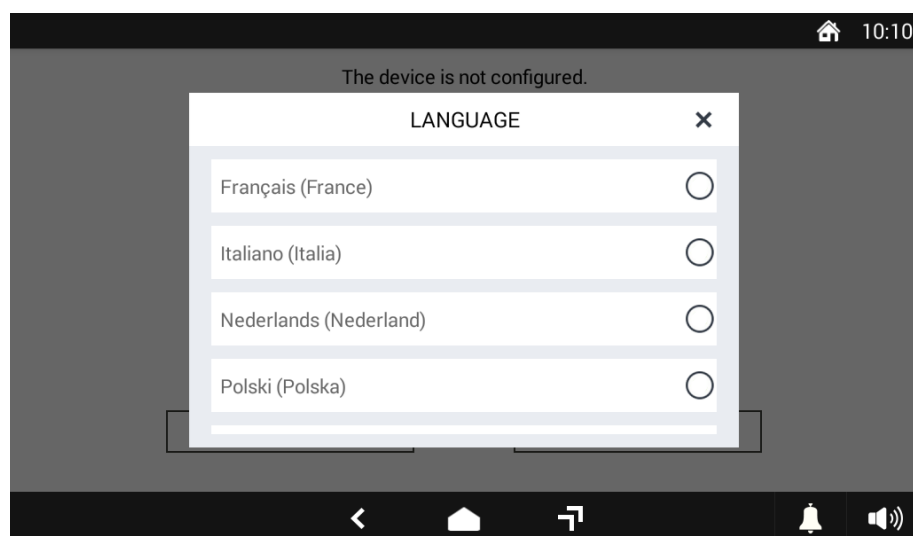 10:10
The device is not configured.
LANGUAGE
Français (France)
Italiano (Italia)
Nederlands (Nederland)
Polski (Polska)